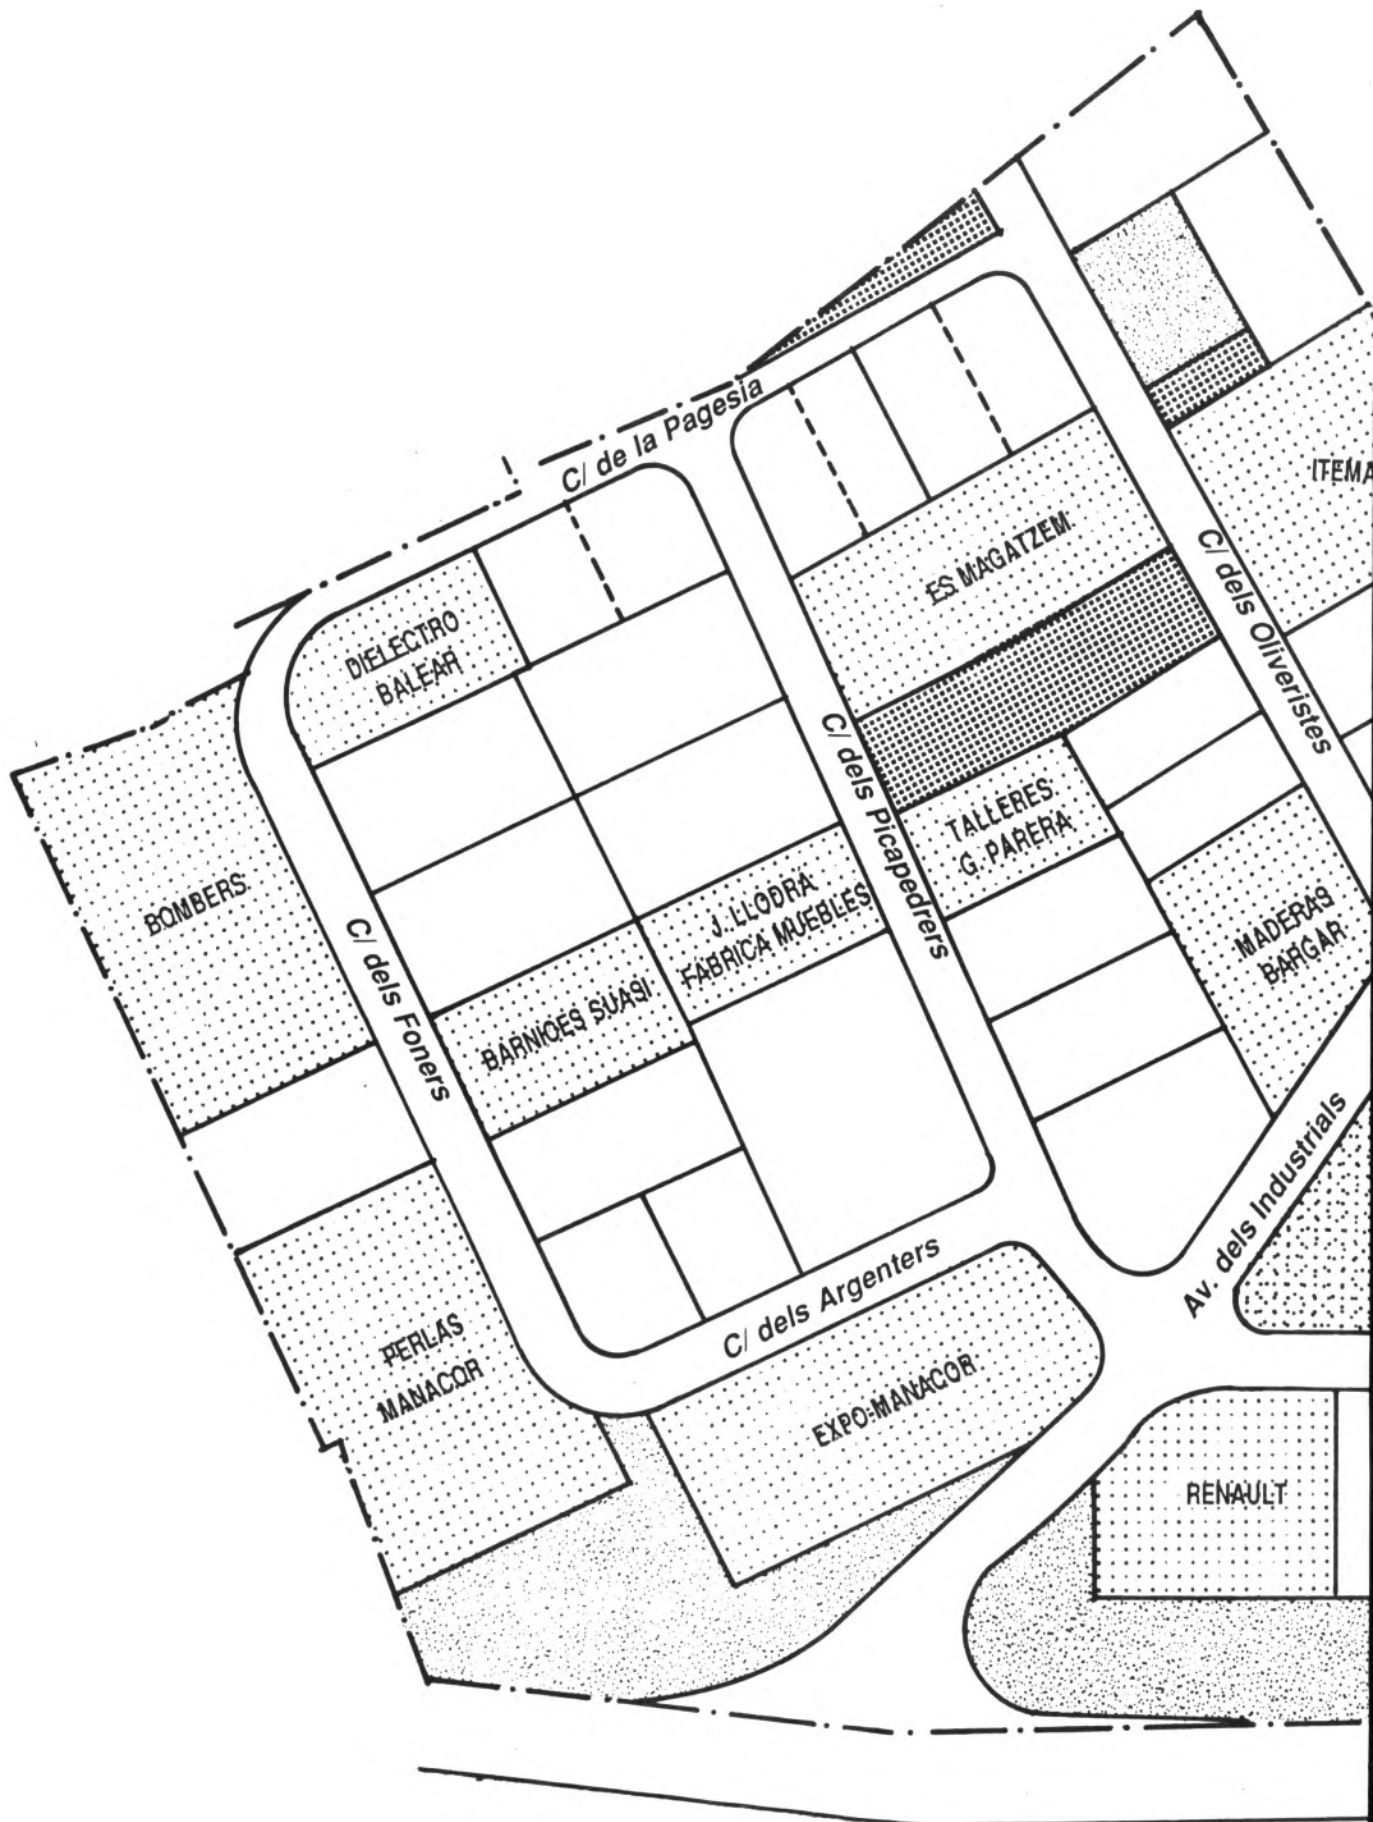 C/ de la Pagesia
ITEMA
ES MAGATZEM
C/ dels Oliveristes
DIELECTRO
BALEAR
C/ dels Picapedrers
TALLERES
G. PARERA
BOMBERS
J. LLODRA
FABRICA MUEBLES
MADERAS
BARGAR
C/ dels Foners
BARNICES SUASI
Av. dels Industrials
C/ dels Argenters
PERLAS
MANACOR
EXPO-MANACOR
RENAULT